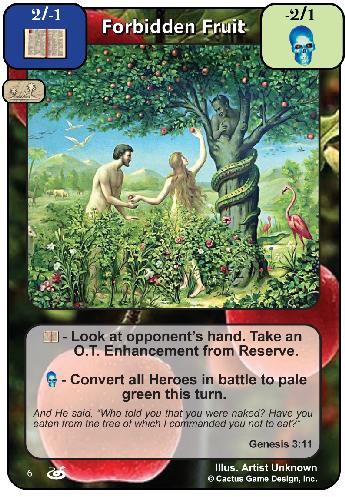 2/-1
Forbidden Fruit
-2/1
- Look at opponent's hand. Take an
O.T. Enhancement from Reserve.
- Convert all Heroes in battle to pale
green this turn.
And He said, "Who told you that you were naked? Have you
eaten from the tree of which I commanded you not to eat?"
Genesis 3:11
6
Illus. Artist Unknown
© Cactus Game Design, Inc.